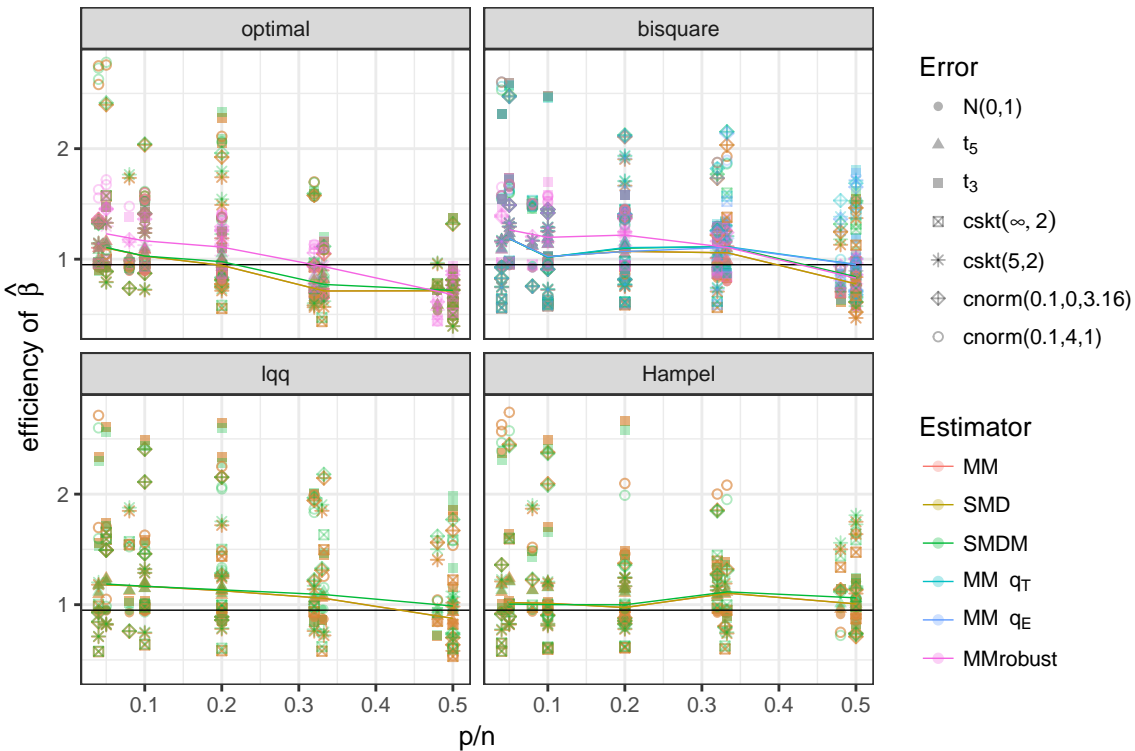 optimal
bisquare
lqq
Hampel
2
1
2
1
0.1
0.2
0.3
0.4
0.5
0.1
0.2
0.3
0.4
0.5
p/n
efficiency of β̂
Error
N(0,1)
t₅
t₃
cskt(∞, 2)
cskt(5,2)
cnorm(0.1,0,3.16)
cnorm(0.1,4,1)
Estimator
MM
SMD
SMDM
MM q_T
MM q_E
MMrobust